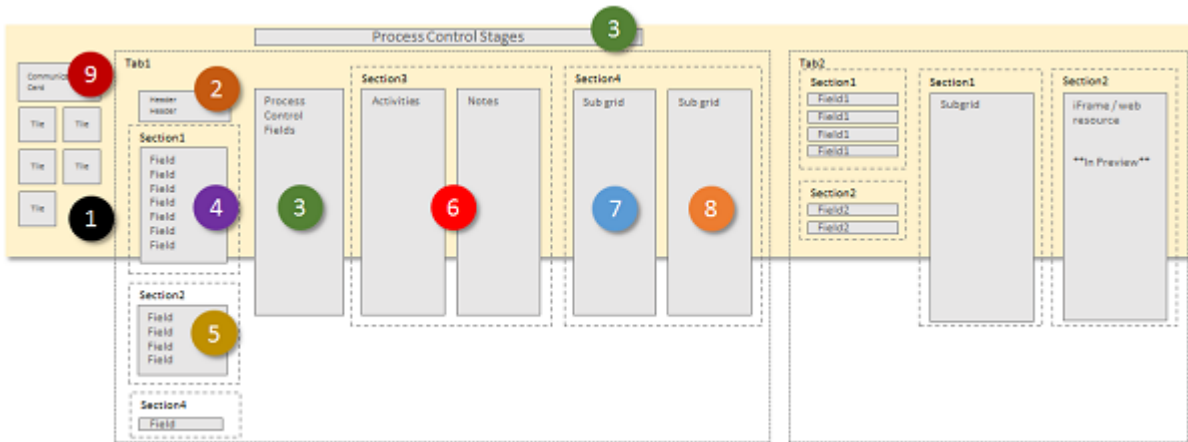 Process Control Stages
3
9
Communic
Card
Tile
Tile
Tile
Tile
Tile
1
Tab1
2
Header
Header
Section1
Field
Field
Field
Field
Field
Field
Field
4
Section2
Field
Field
Field
Field
5
Section4
Field
Process
Control
Fields
3
Section3
Activities
Notes
6
Section4
Sub grid
7
Sub grid
8
Tab2
Section1
Field1
Field1
Field1
Field1
Section2
Field2
Field2
Section1
Subgrid
Section2
iFrame / web
resource
**In Preview**